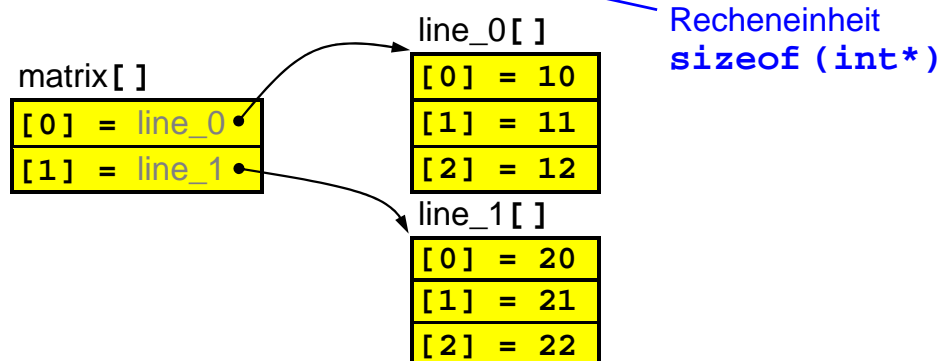 Recheneinheit
sizeof(int*)
line_0[]
[0] = 10
[1] = 11
[2] = 12
matrix[]
[0] = line_0
[1] = line_1
line_1[]
[0] = 20
[1] = 21
[2] = 22